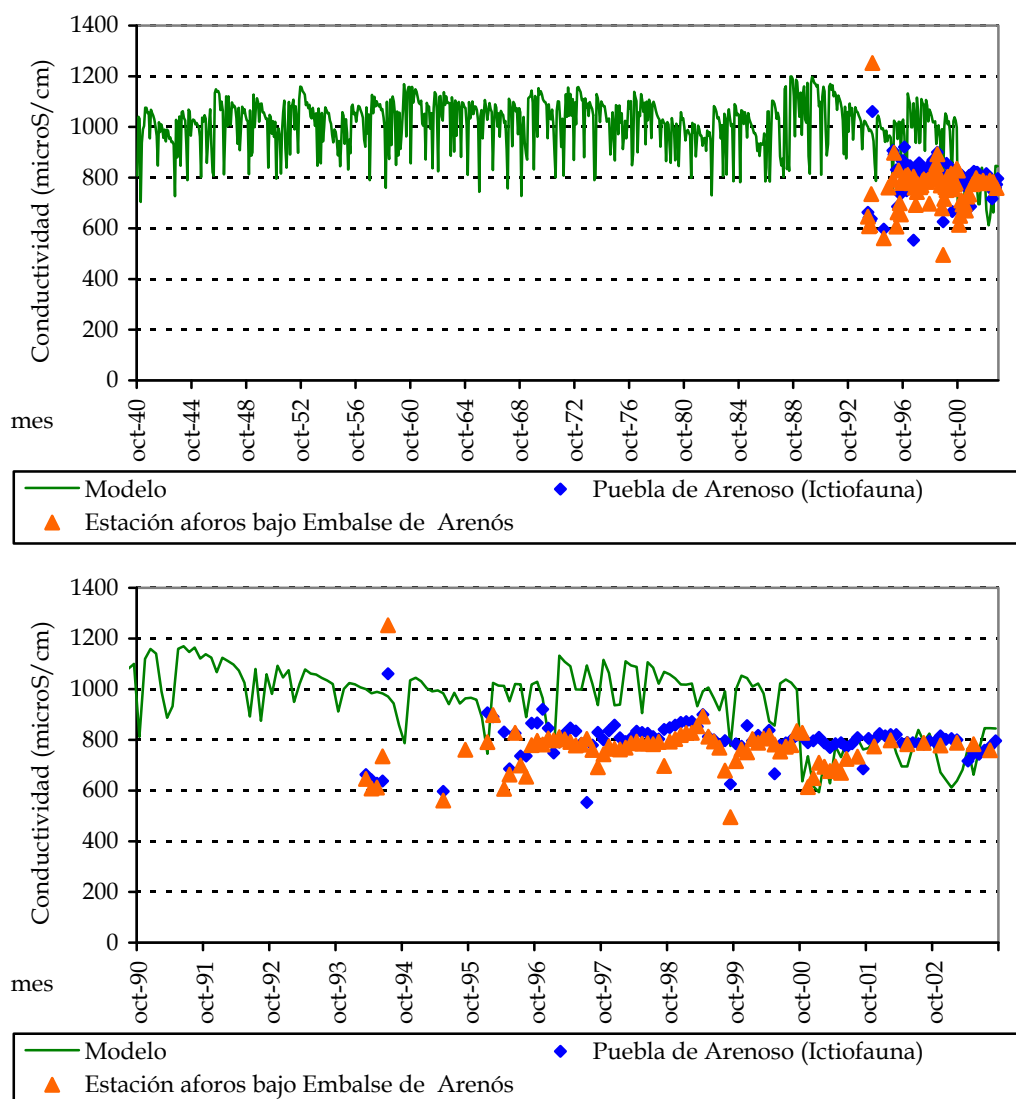 1400
1200
1000
800
600
400
200
0
Conductividad (microS/cm)
mes
oct-40
oct-44
oct-48
oct-52
oct-56
oct-60
oct-64
oct-68
oct-72
oct-76
oct-80
oct-84
oct-88
oct-92
oct-96
oct-00
Modelo
Puebla de Arenoso (Ictiofauna)
Estación aforos bajo Embalse de Arenós
1400
1200
1000
800
600
400
200
0
Conductividad (microS/cm)
mes
oct-90
oct-91
oct-92
oct-93
oct-94
oct-95
oct-96
oct-97
oct-98
oct-99
oct-00
oct-01
oct-02
Modelo
Puebla de Arenoso (Ictiofauna)
Estación aforos bajo Embalse de Arenós